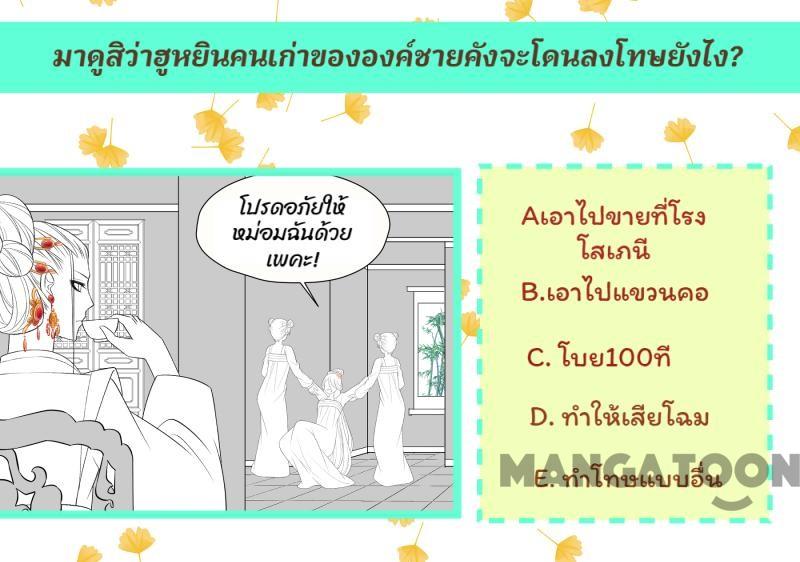 มาดูสิว่าฮูหยินคนเก่าขององค์ชายคังจะโดนลงโทษยังไง?
โปรดอภัยให้
หม่อมฉันด้วย
เพคะ!
Aเอาไปขายที่โรง
โสเภนี
B.เอาไปแขวนคอ
C. โบย100ที
D. ทำให้เสียโฉม
E. ทำโทษแบบอื่น
MANGATOON